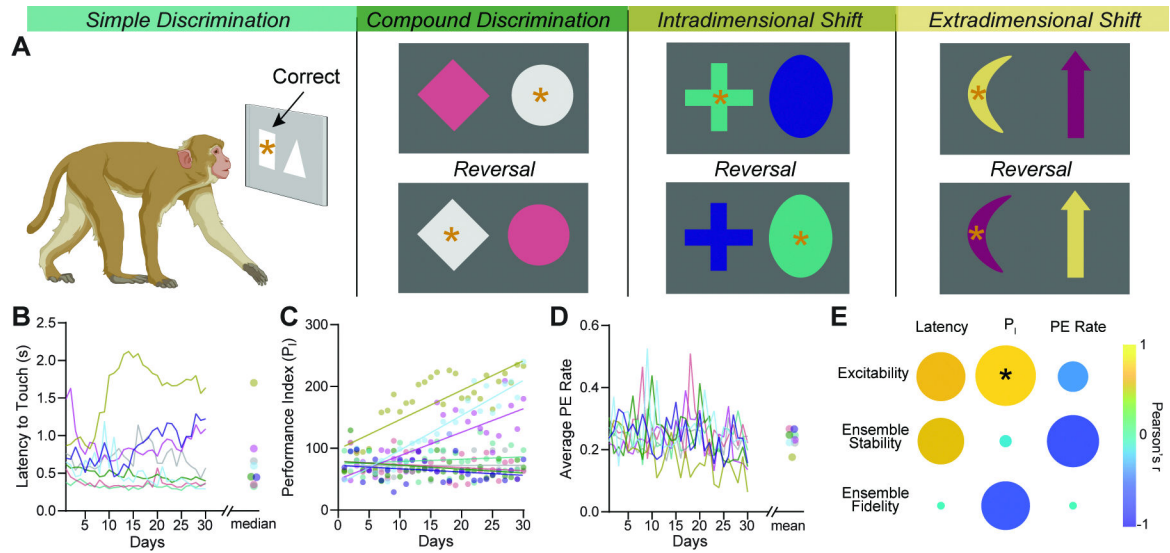 Simple Discrimination
Compound Discrimination
Intradimensional Shift
Extradimensional Shift
A
Correct
*
*
*
*
Reversal
Reversal
Reversal
*
*
*
B
Latency to Touch (s)
2.5
2.0
1.5
1.0
0.5
0.0
5 10 15 20 25 30
median
Days
C
Performance Index (PI)
300
200
100
0
0 5 10 15 20 25 30
Days
D
Average PE Rate
0.6
0.4
0.2
0.0
5 10 15 20 25 30
mean
Days
E
Latency
PI
PE Rate
Excitability
*
Ensemble
Stability
Ensemble
Fidelity
1
0
-1
Pearson's r